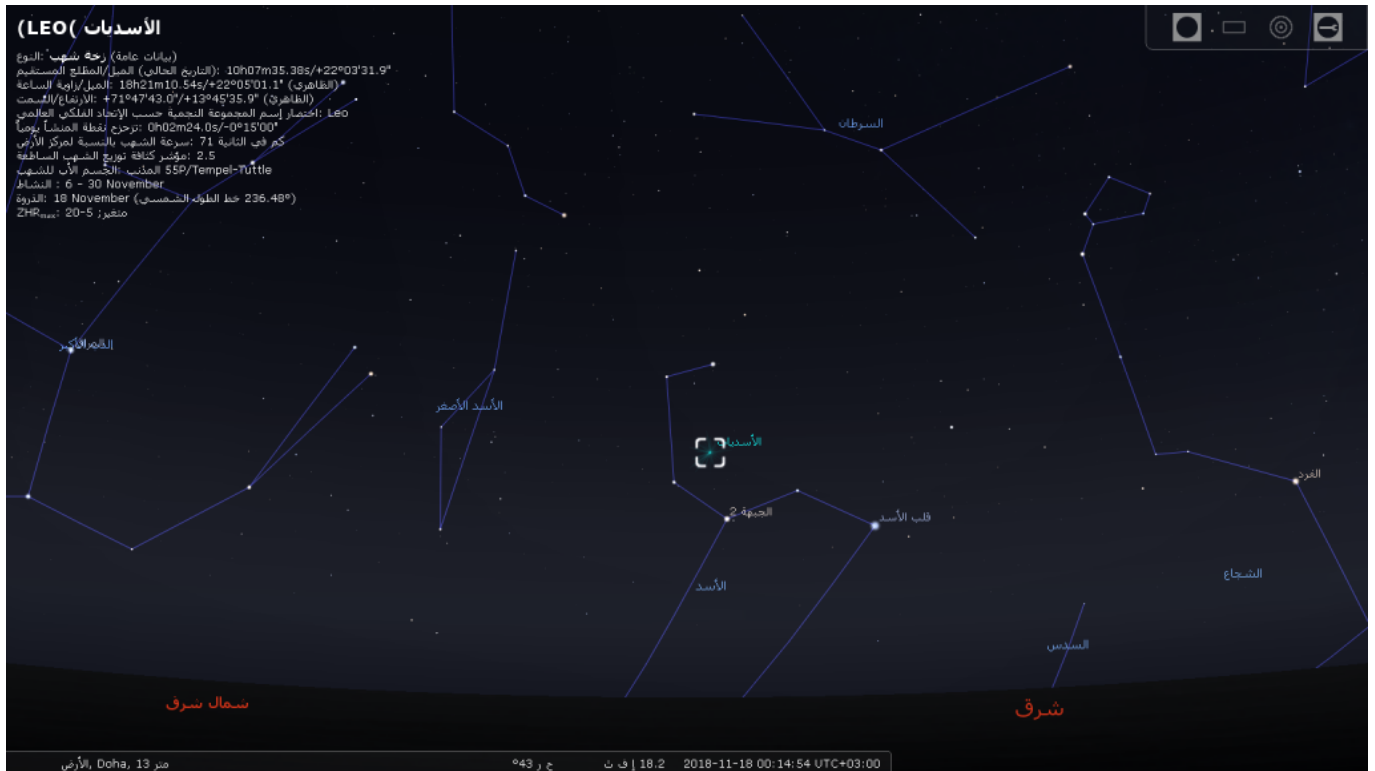 الأسديات )LEO)
(بيانات عامة) زخة شهب :النوع
10h07m35.38s/+22°03'31.9" :(التاريخ الحالي) الميل/المطلع المستقيم
18h21m10.54s/+22°05'01.1" :الميل/زاوية الساعة (الظاهري)
+71°47'43.0"/+13°45'35.9" :الارتفاع/السمت (الظاهري)
Leo :اختصار إسم المجموعة النجمية حسب الإتحاد الفلكي العالمي
0h02m24.0s/-0°15'00" :تزحزح نقطة المنشأ يومياً
كم في الثانية 71 :سرعة الشهب بالنسبة لمركز الأرض
2.5 :مؤشر كثافة توزيع الشهب الساطعة
55P/Tempel-Tuttle المذنب :الجسم الأب للشهب
6 - 30 November : النشاط
18 November (خط الطول الشمسي 236.48°) :الذروة
ZHRmax: 20-5 ;متغير
السرطان
الدب الأكبر
الأسد الأصغر
الأسديات
الفرد
الجبهة 2
قلب الأسد
الشجاع
الأسد
السدس
شمال شرق
شرق
الأرض, Doha, 13 متر
ح ر 43°
18.2 إ ف ث
2018-11-18 00:14:54 UTC+03:00